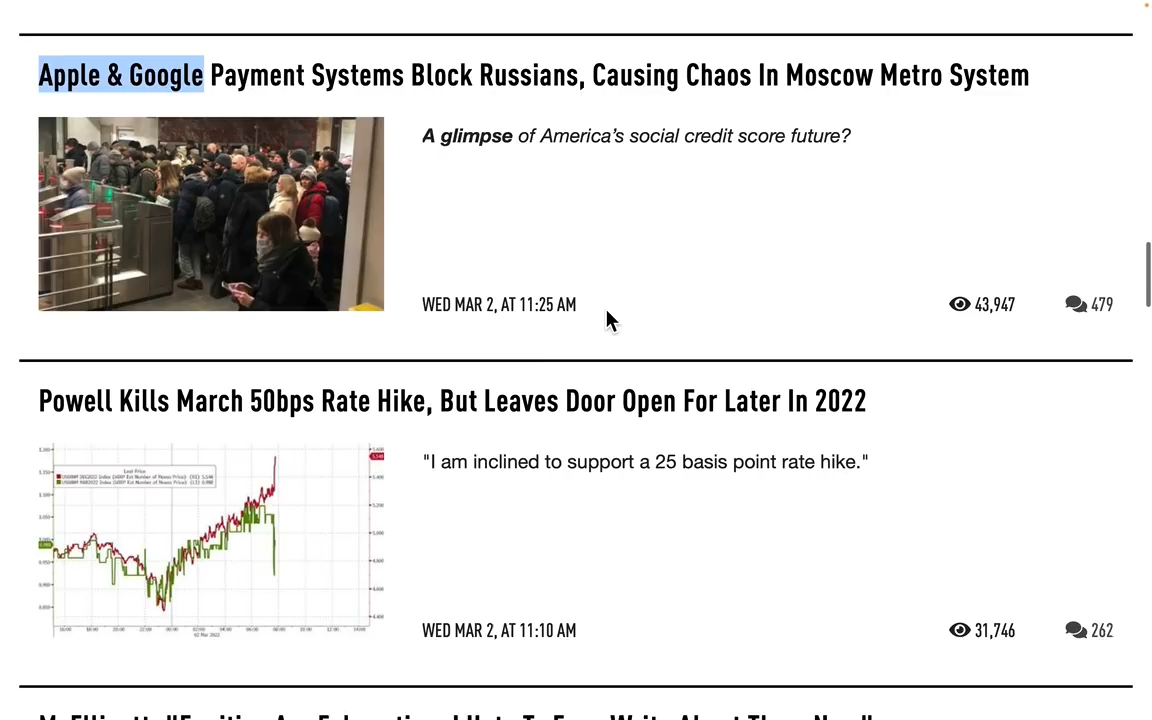 Apple & Google Payment Systems Block Russians, Causing Chaos In Moscow Metro System
A glimpse of America’s social credit score future?
WED MAR 2, AT 11:25 AM
43,947
479
Powell Kills March 50bps Rate Hike, But Leaves Door Open For Later In 2022
"I am inclined to support a 25 basis point rate hike."
Last Price
WED MAR 2, AT 11:10 AM
31,746
262